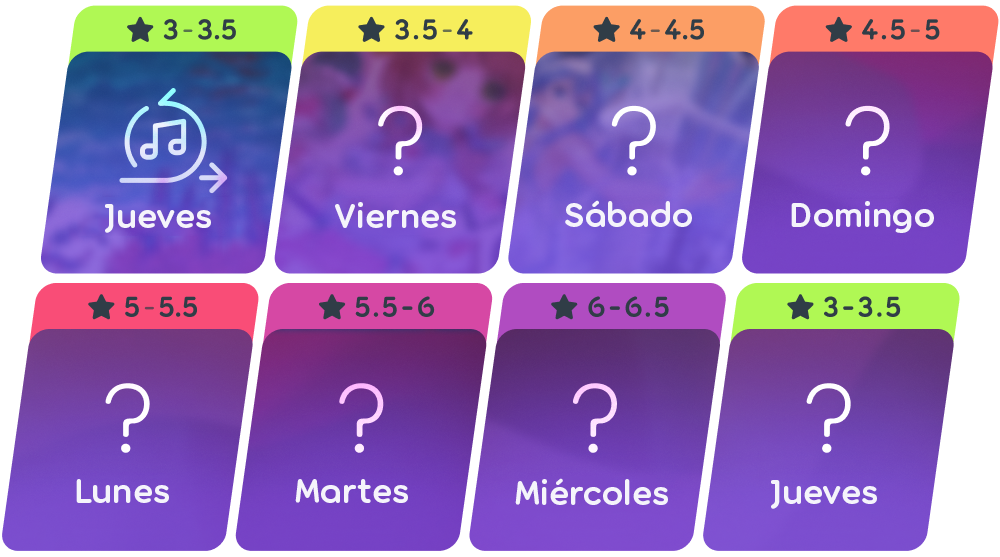 ★ 3-3.5
★ 3.5-4
★ 4-4.5
★ 4.5-5
?
?
?
Jueves
Viernes
Sábado
Domingo
★ 5-5.5
★ 5.5-6
★ 6-6.5
★ 3-3.5
?
?
?
?
Lunes
Martes
Miércoles
Jueves